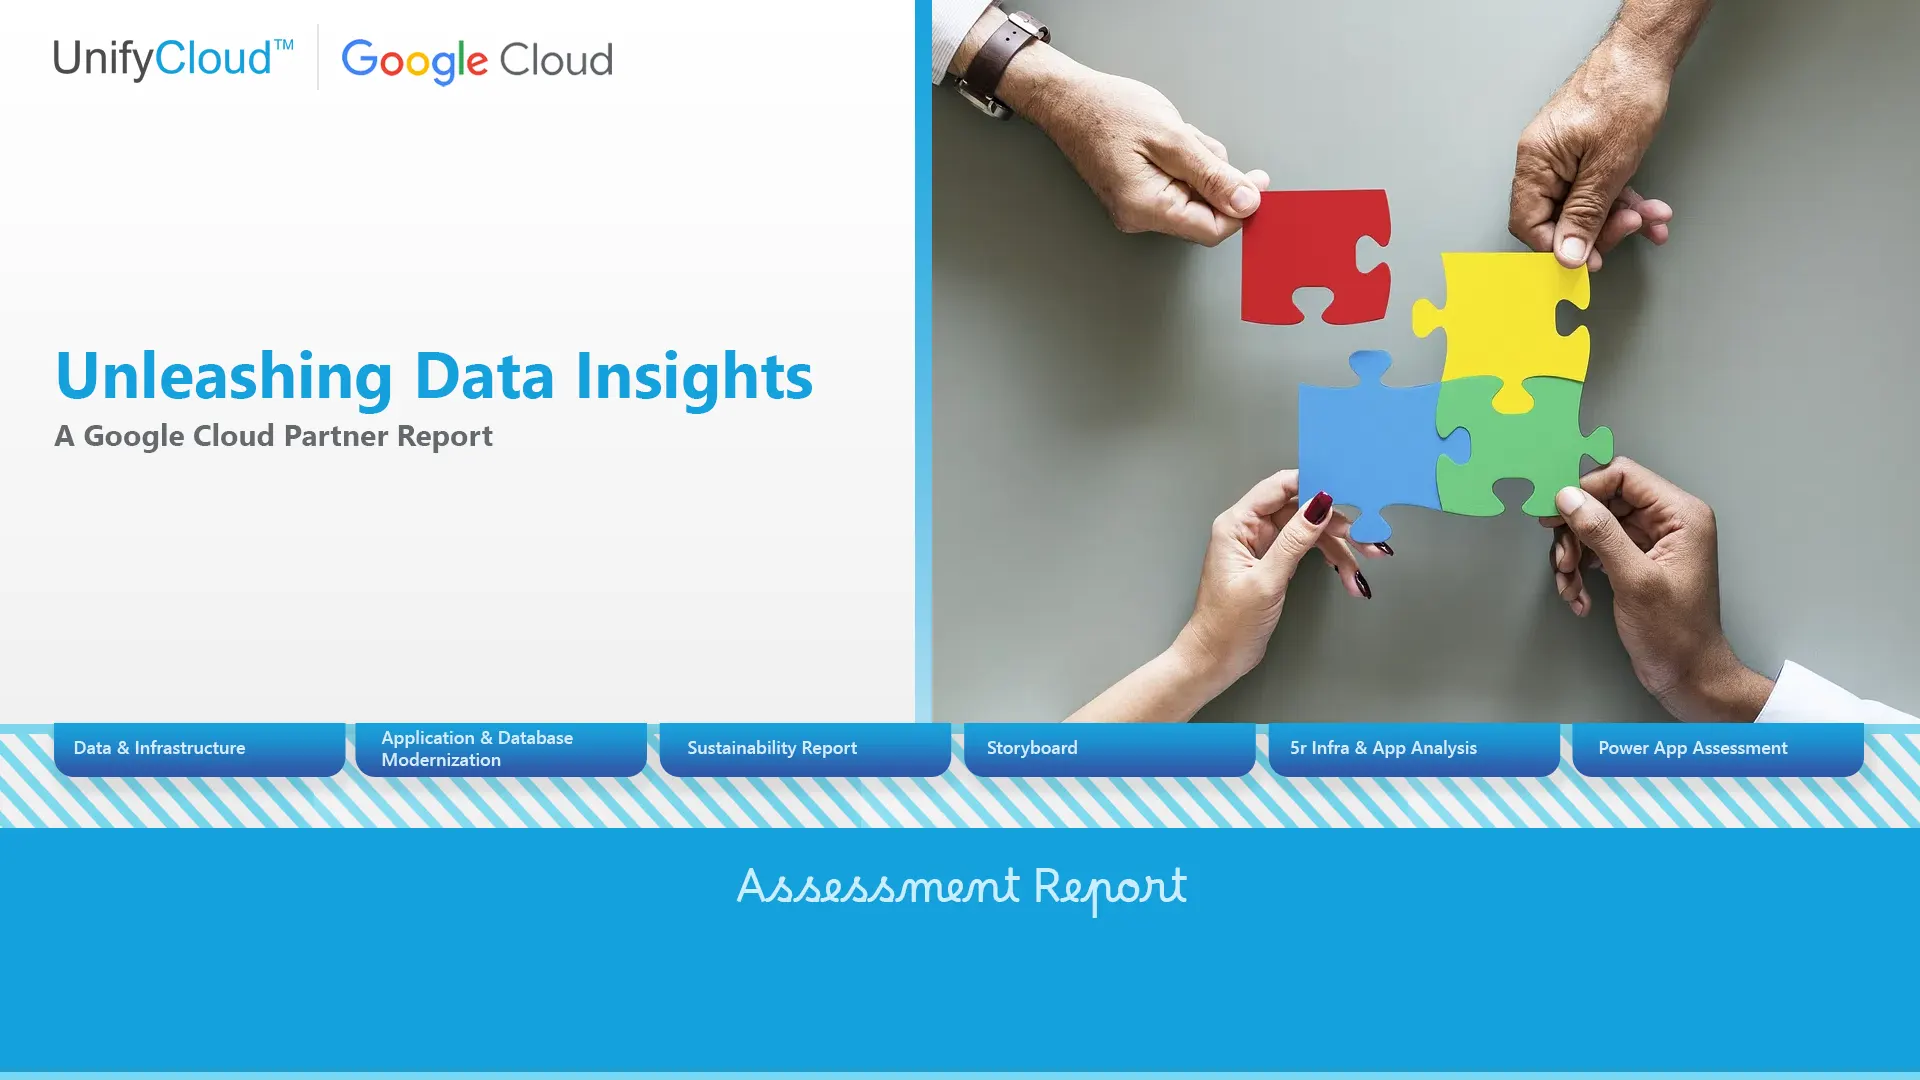 UnifyCloud™
Google Cloud
Unleashing Data Insights
A Google Cloud Partner Report
Data & Infrastructure
Application & Database
Modernization
Sustainability Report
Storyboard
5r Infra & App Analysis
Power App Assessment
Assessment Report